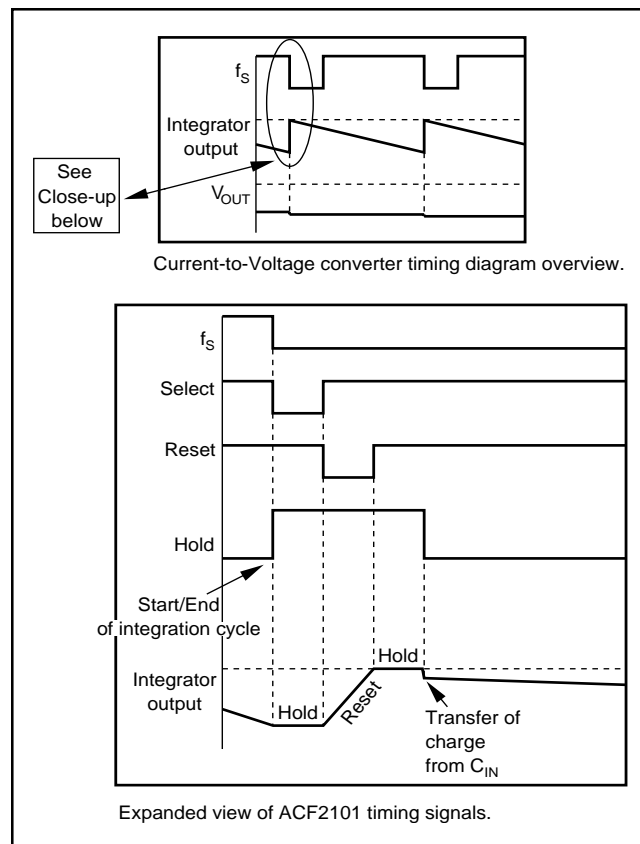 fS
Integrator
output
VOUT
See
Close-up
below
Current-to-Voltage converter timing diagram overview.
fS
Select
Reset
Hold
Start/End
of integration cycle
Integrator
output
Hold
Reset
Hold
Transfer of
charge
from CIN
Expanded view of ACF2101 timing signals.